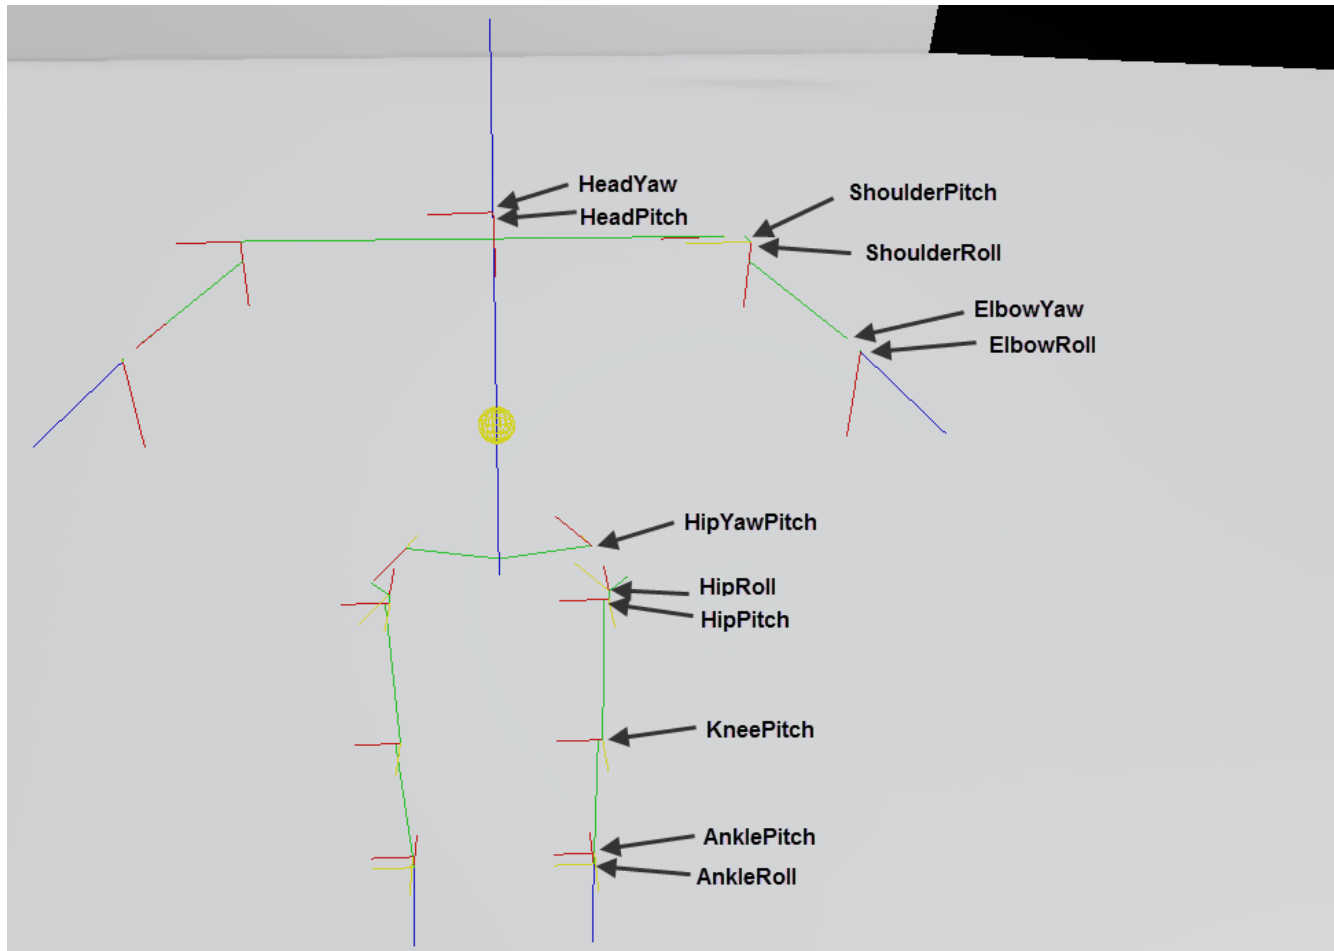 HeadYaw
HeadPitch
ShoulderPitch
ShoulderRoll
ElbowYaw
ElbowRoll
HipYawPitch
HipRoll
HipPitch
KneePitch
AnklePitch
AnkleRoll